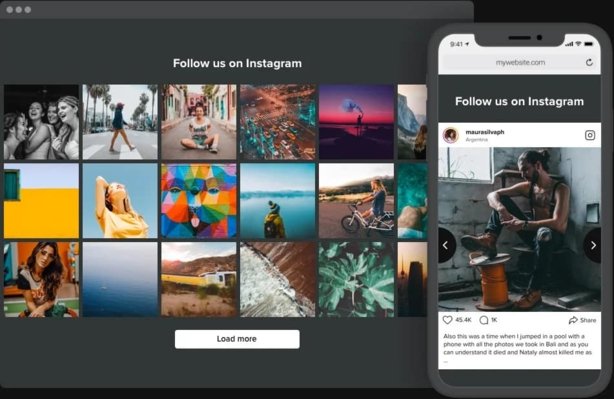 Follow us on Instagram
Load more
9:41
mywebsite.com
Follow us on Instagram
maurasilvaph
Argentina
45.4K
1K
Share
Also this was a time when I jumped in a pool with a
phone with all the photos we took in Bali and as you
can understand it died and Nataly almost killed me as
...